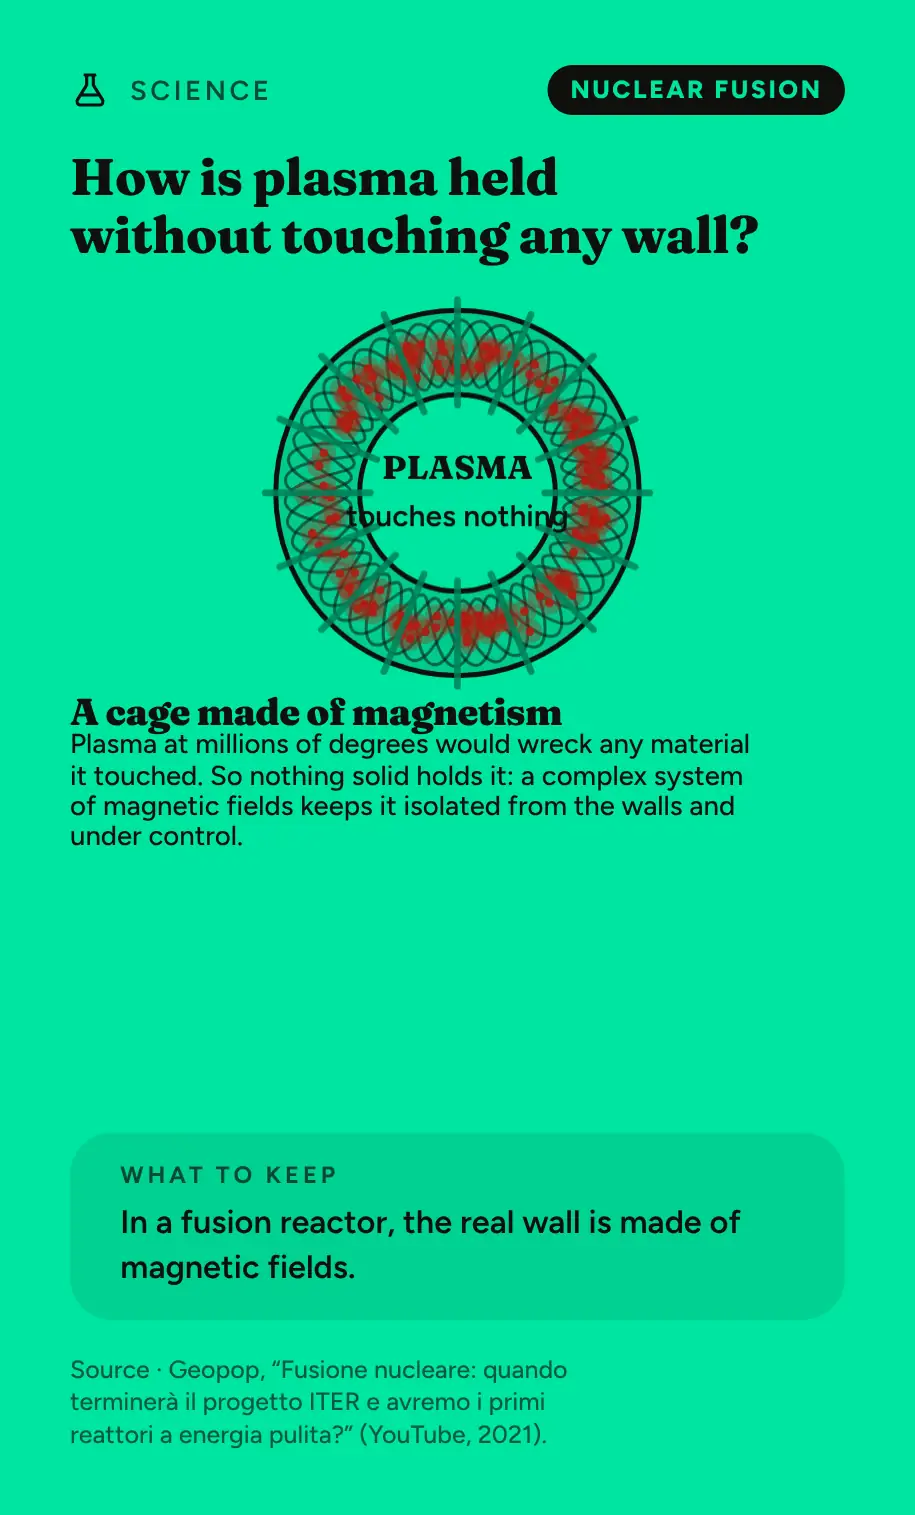 SCIENCE
NUCLEAR FUSION
How is plasma held
without touching any wall?
PLASMA
touches nothing
A cage made of magnetism
Plasma at millions of degrees would wreck any material
it touched. So nothing solid holds it: a complex system
of magnetic fields keeps it isolated from the walls and
under control.
WHAT TO KEEP
In a fusion reactor, the real wall is made of
magnetic fields.
Source · Geopop, “Fusione nucleare: quando
terminerà il progetto ITER e avremo i primi
reattori a energia pulita?” (YouTube, 2021).